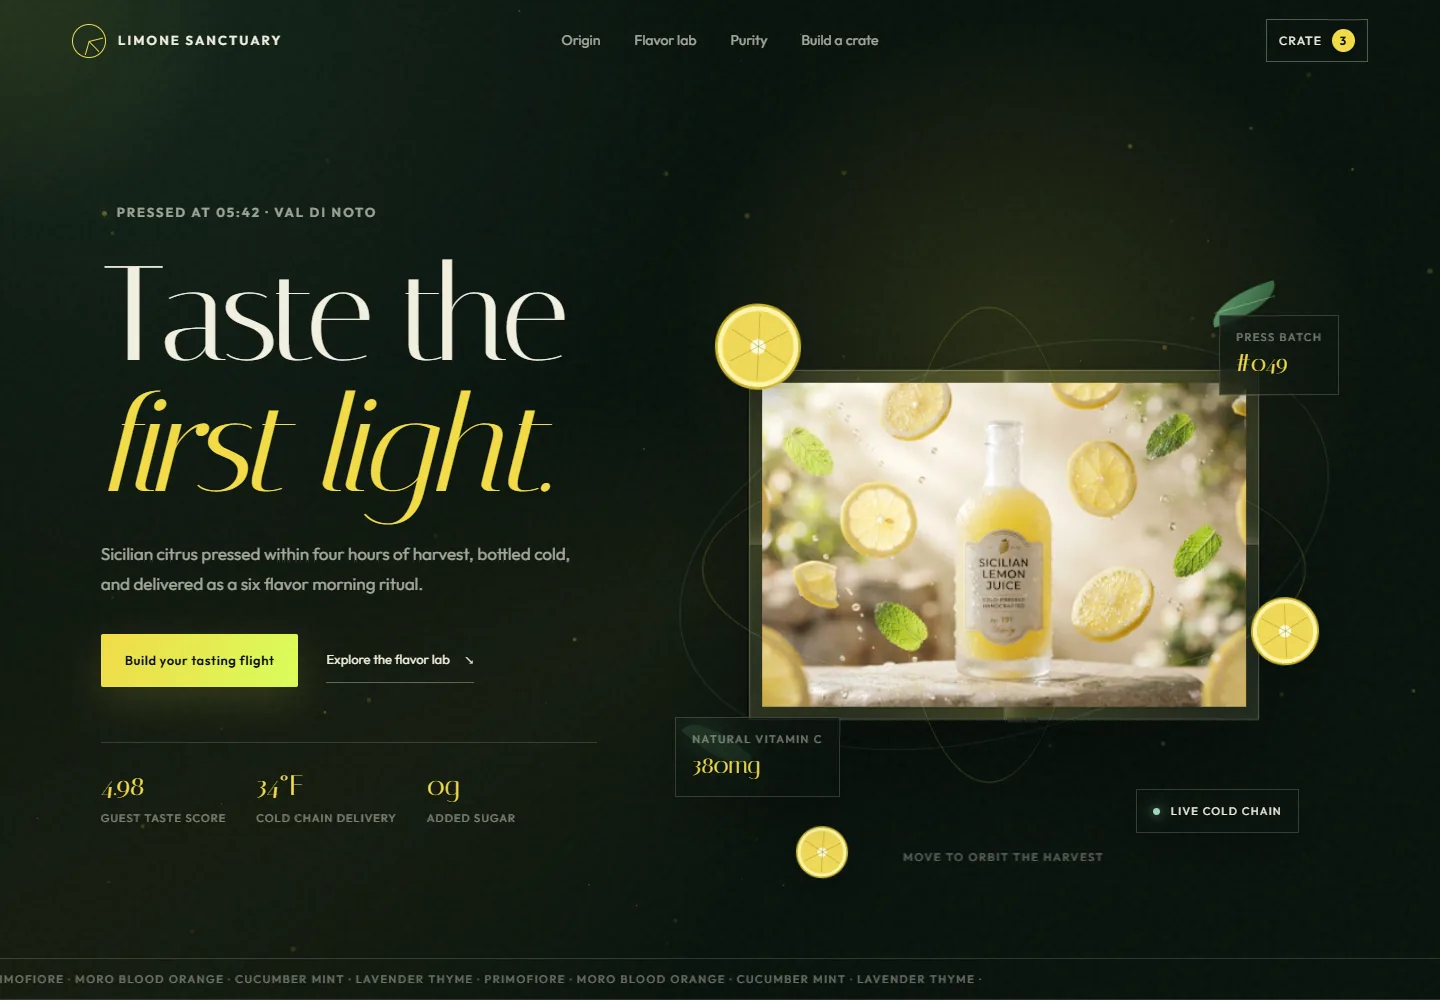 LIMONE SANCTUARY
Origin
Flavor lab
Purity
Build a crate
CRATE 3
PRESSED AT 05:42 · VAL DI NOTO
Taste the
first light.
Sicilian citrus pressed within four hours of harvest, bottled cold,
and delivered as a six flavor morning ritual.
Build your tasting flight
Explore the flavor lab ↘
4.98
GUEST TASTE SCORE
34°F
COLD CHAIN DELIVERY
0g
ADDED SUGAR
PRESS BATCH
#049
SICILIAN
LEMON
JUICE
COLD-PRESSED
HANDCRAFTED
NATURAL VITAMIN C
380mg
LIVE COLD CHAIN
MOVE TO ORBIT THE HARVEST
IMOFIORE · MORO BLOOD ORANGE · CUCUMBER MINT · LAVENDER THYME · PRIMOFIORE · MORO BLOOD ORANGE · CUCUMBER MINT · LAVENDER THYME ·